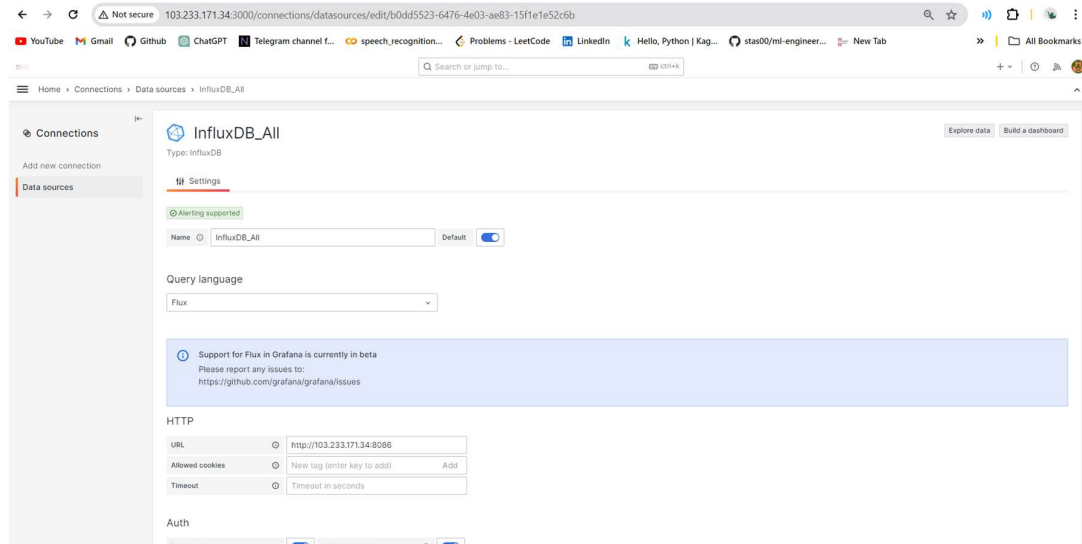 Not secure 103.233.171.34:3000/connections/datasources/edit/b0dd5523-6476-4e03-ae83-15f1e1e52c6b
YouTube Gmail Github ChatGPT Telegram channel f... speech_recognition... Problems - LeetCode LinkedIn Hello, Python | Kag... stas00/ml-engineer... New Tab » All Bookmarks
Search or jump to... ctrl+k
Home › Connections › Data sources › InfluxDB_All
Connections
Add new connection
Data sources
InfluxDB_All
Explore data Build a dashboard
Type: InfluxDB
Settings
Alerting supported
Name InfluxDB_All Default
Query language
Flux
Support for Flux in Grafana is currently in beta
Please report any issues to:
https://github.com/grafana/grafana/issues
HTTP
URL http://103.233.171.34:8086
Allowed cookies New tag (enter key to add) Add
Timeout Timeout in seconds
Auth